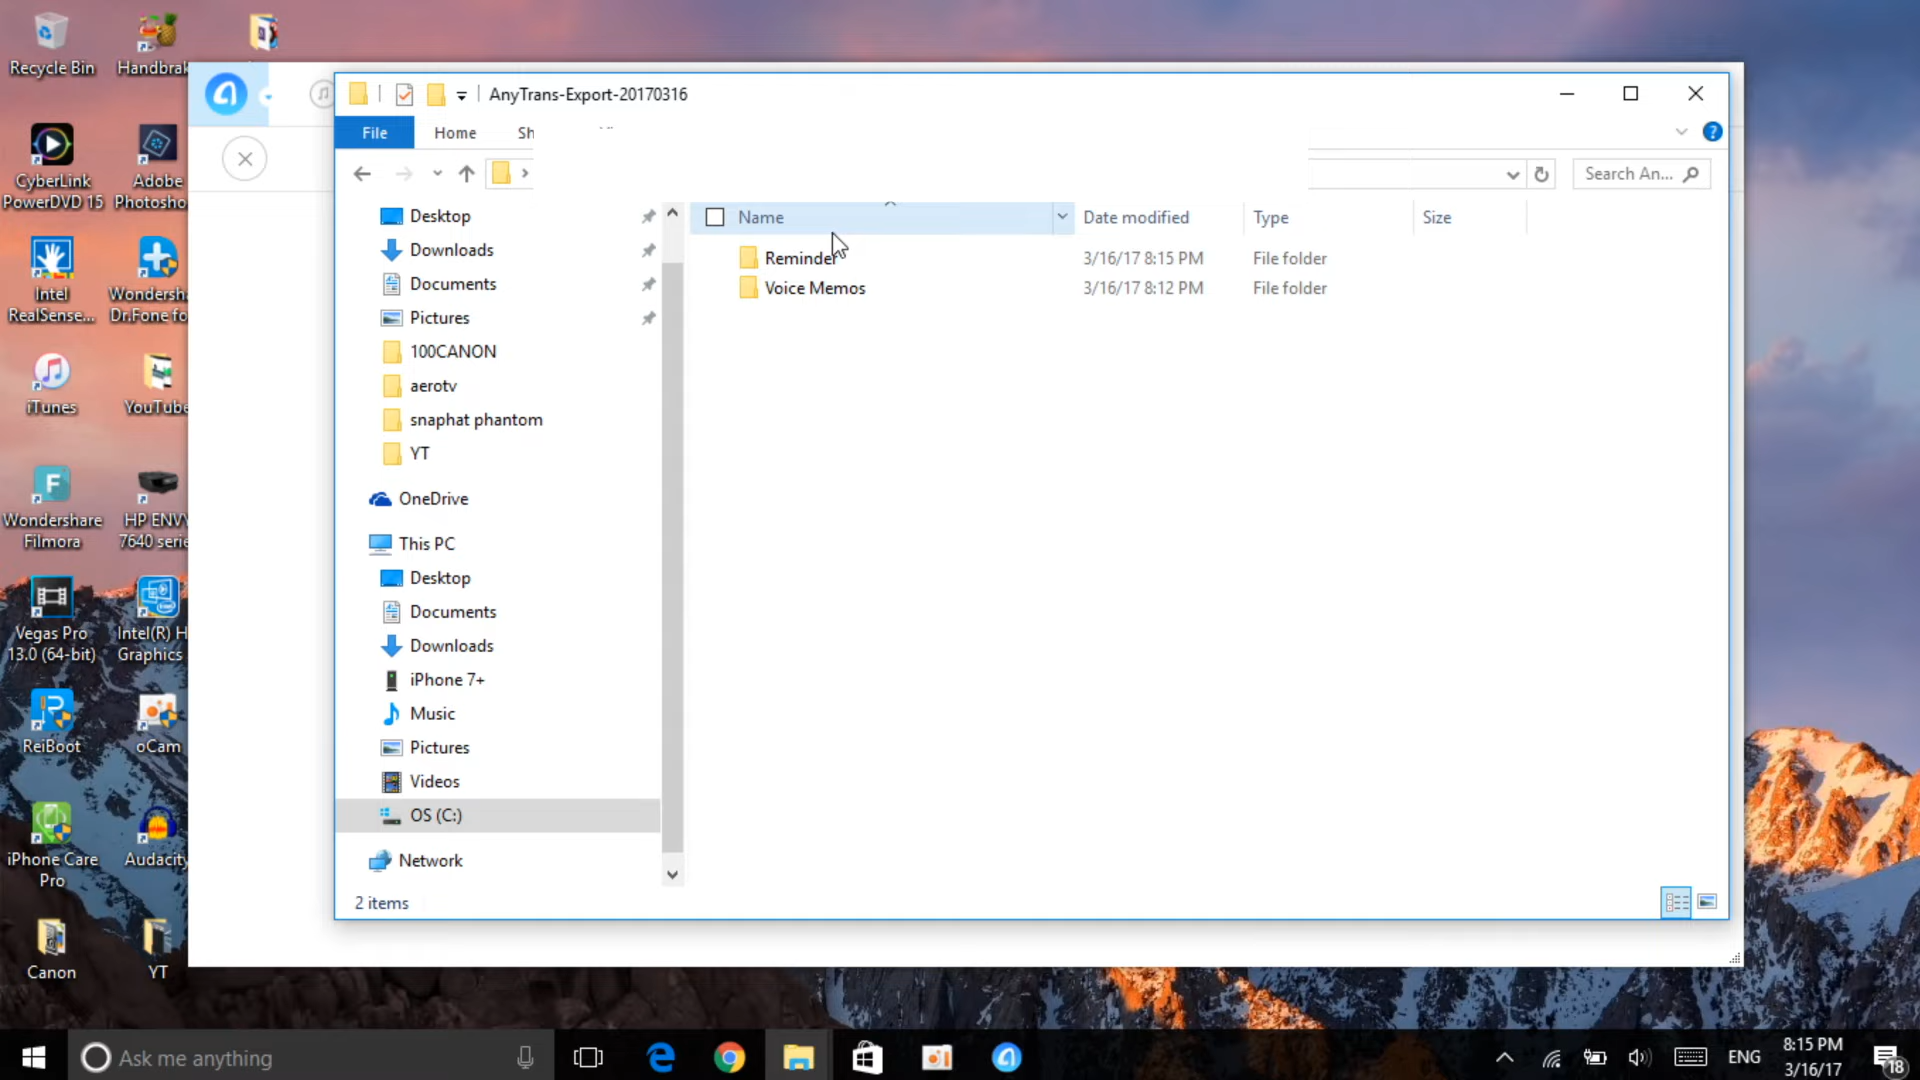 Recycle Bin
Handbrak
CyberLink
PowerDVD 15
Adobe
Photosho
Intel
RealSense...
Wondersh
Dr.Fone fo
iTunes
YouTube
Wondershare
Filmora
HP ENVY
7640 serie
Vegas Pro
13.0 (64-bit)
Intel(R) H
Graphics
ReiBoot
oCam
iPhone Care
Pro
Audacity
Canon
YT
AnyTrans-Export-20170316
File
Home
Sh
Search An...
Desktop
Downloads
Documents
Pictures
100CANON
aerotv
snaphat phantom
YT
OneDrive
This PC
Desktop
Documents
Downloads
iPhone 7+
Music
Pictures
Videos
OS (C:)
Network
Name
Date modified
Type
Size
Reminder
3/16/17 8:15 PM
File folder
Voice Memos
3/16/17 8:12 PM
File folder
2 items
Ask me anything
ENG
8:15 PM
3/16/17
18